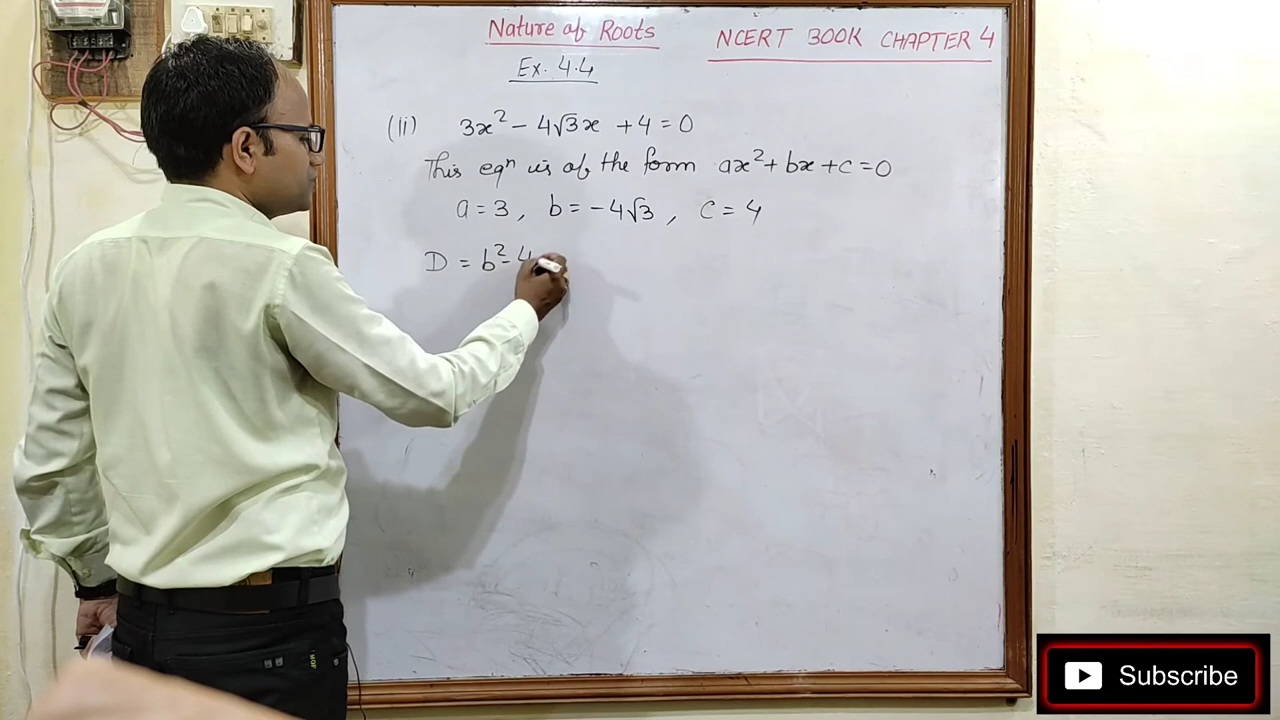 Nature of Roots
NCERT BOOK CHAPTER 4
Ex. 4.4
(ii) 3x² - 4√3x + 4 = 0
This eqⁿ is of the form ax² + bx + c = 0
a = 3, b = -4√3, c = 4
D = b² - 4
Subscribe